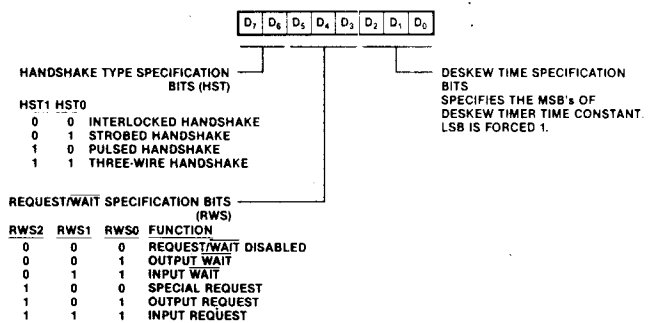 D7 D6 D5 D4 D3 D2 D1 D0
HANDSHAKE TYPE SPECIFICATION
BITS (HST)
HST1 HST0
0 0 INTERLOCKED HANDSHAKE
0 1 STROBED HANDSHAKE
1 0 PULSED HANDSHAKE
1 1 THREE-WIRE HANDSHAKE
DESKEW TIME SPECIFICATION
BITS
SPECIFIES THE MSB's OF
DESKEW TIMER TIME CONSTANT.
LSB IS FORCED 1.
REQUEST/WAIT SPECIFICATION BITS
(RWS)
RWS2 RWS1 RWS0 FUNCTION
0 0 0 REQUEST/WAIT DISABLED
0 0 1 OUTPUT WAIT
0 1 1 INPUT WAIT
1 0 0 SPECIAL REQUEST
1 0 1 OUTPUT REQUEST
1 1 1 INPUT REQUEST